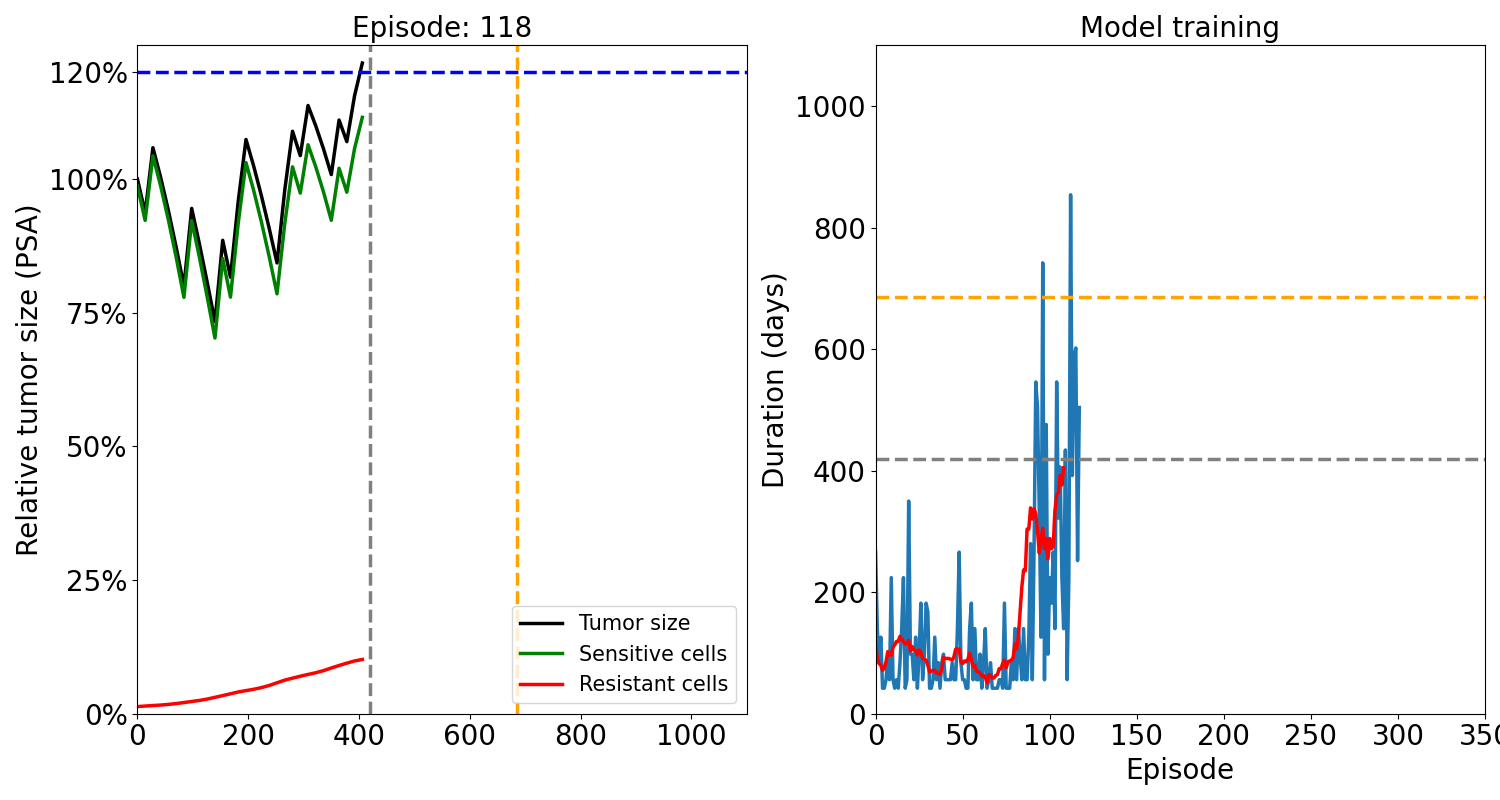 Episode: 118
Relative tumor size (PSA)
120%
100%
75%
50%
25%
0%
0 200 400 600 800 1000
Tumor size
Sensitive cells
Resistant cells
Model training
Duration (days)
1000
800
600
400
200
0
0 50 100 150 200 250 300 350
Episode